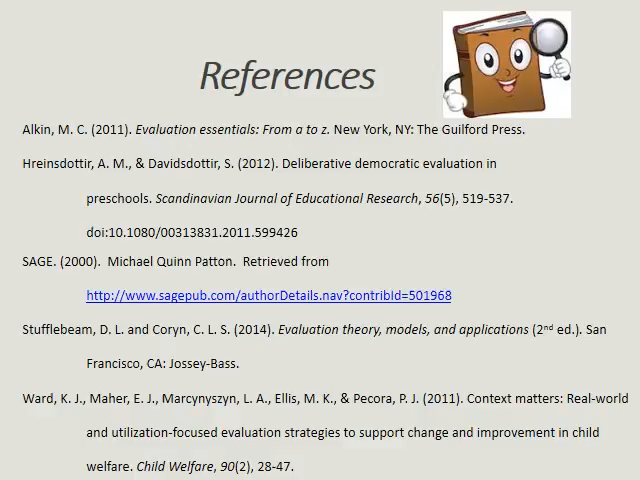 References
Alkin, M. C. (2011). Evaluation essentials: From a to z. New York, NY: The Guilford Press.
Hreinsdottir, A. M., & Davidsdottir, S. (2012). Deliberative democratic evaluation in
preschools. Scandinavian Journal of Educational Research, 56(5), 519-537.
doi:10.1080/00313831.2011.599426
SAGE. (2000).  Michael Quinn Patton.  Retrieved from
http://www.sagepub.com/authorDetails.nav?contribId=501968
Stufflebeam, D. L. and Coryn, C. L. S. (2014). Evaluation theory, models, and applications (2nd ed.). San
Francisco, CA: Jossey-Bass.
Ward, K. J., Maher, E. J., Marcynyszyn, L. A., Ellis, M. K., & Pecora, P. J. (2011). Context matters: Real-world
and utilization-focused evaluation strategies to support change and improvement in child
welfare. Child Welfare, 90(2), 28-47.